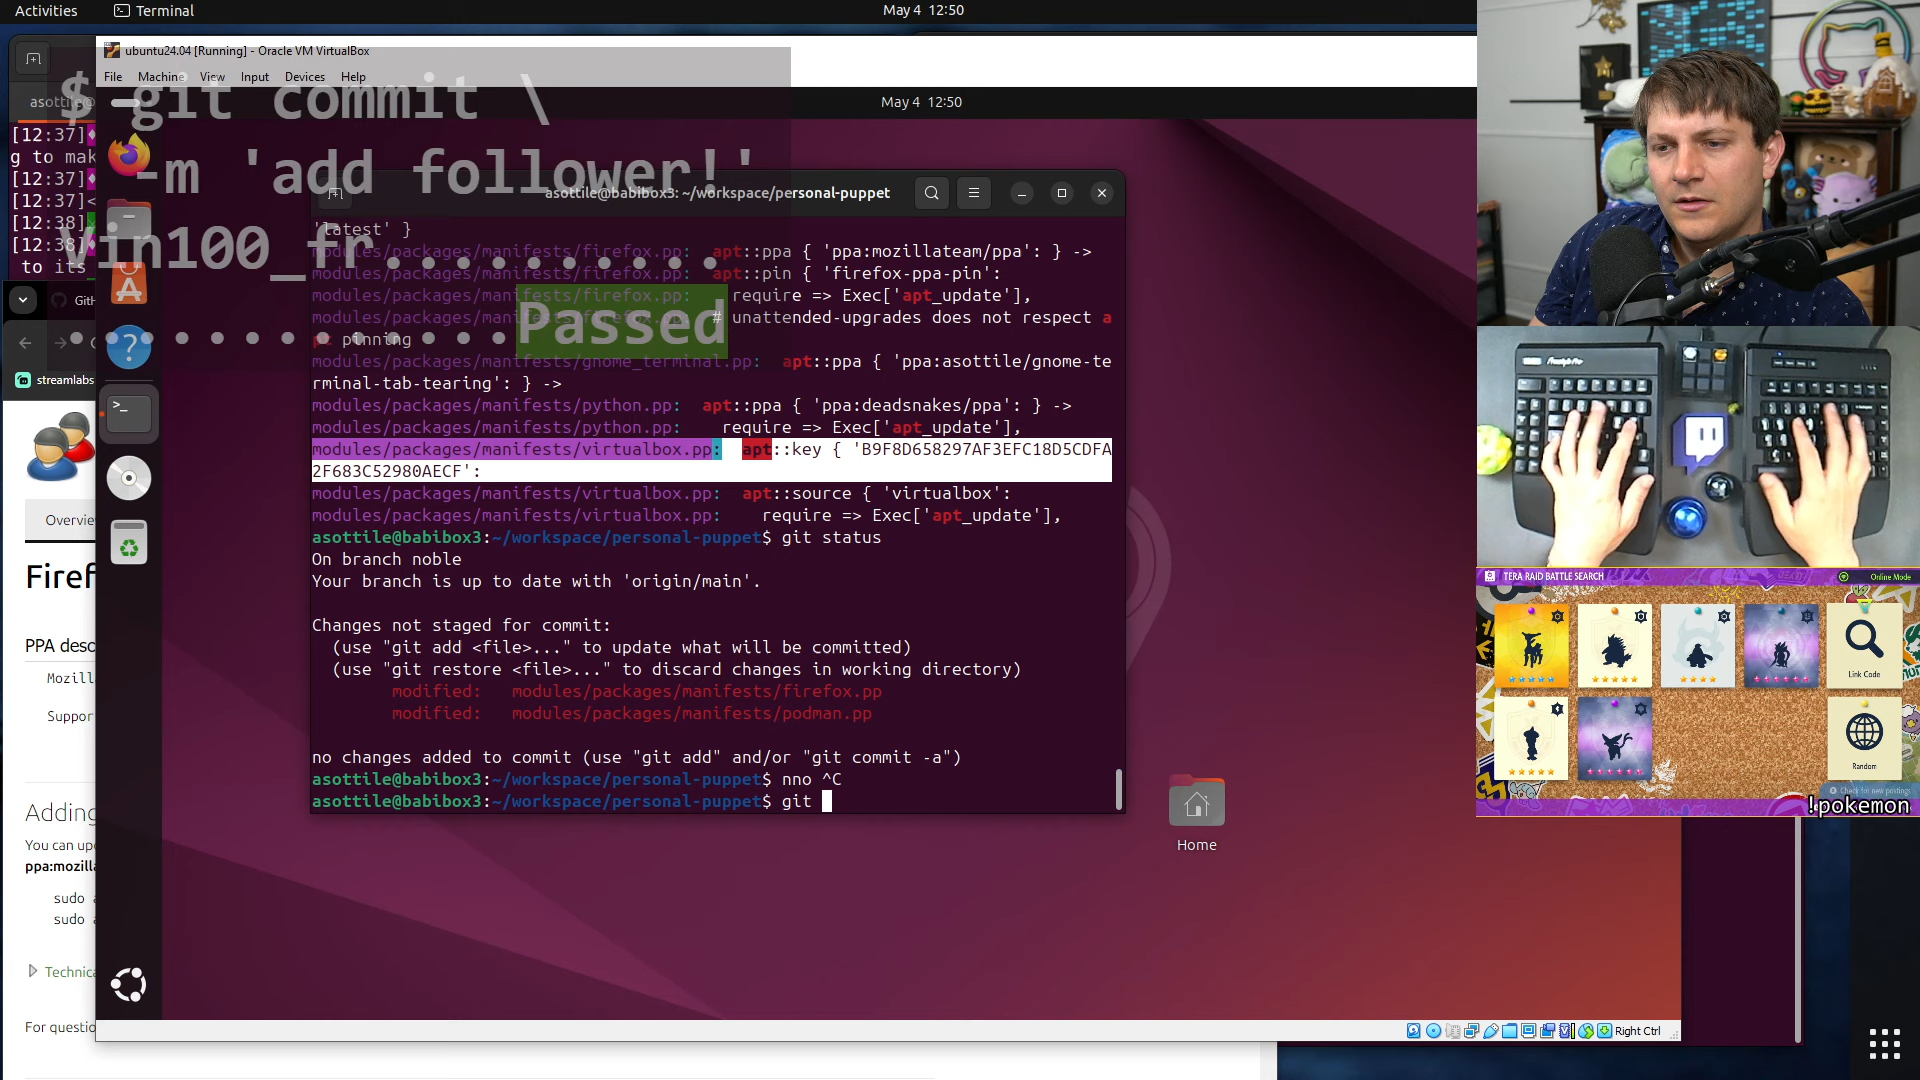 Activities
Terminal
May 4 12:50
ubuntu24.04 [Running] - Oracle VM VirtualBox
File Machine View Input Devices Help
May 4 12:50
$ git commit \
-m 'add follower!'
Vin100_fr
Passed
asottile@
[12:37]
g to mak
[12:37]
[12:37]<
[12:38]
[12:38]
to its
asottile@babibox3: ~/workspace/personal-puppet
'latest' }
modules/packages/manifests/firefox.pp:  apt::ppa { 'ppa:mozillateam/ppa': } ->
modules/packages/manifests/firefox.pp:  apt::pin { 'firefox-ppa-pin':
modules/packages/manifests/firefox.pp:    require => Exec['apt_update'],
modules/packages/manifests/firefox.pp:  # unattended-upgrades does not respect a
pt pinning
modules/packages/manifests/gnome_terminal.pp:  apt::ppa { 'ppa:asottile/gnome-te
rminal-tab-tearing': } ->
modules/packages/manifests/python.pp:  apt::ppa { 'ppa:deadsnakes/ppa': } ->
modules/packages/manifests/python.pp:    require => Exec['apt_update'],
modules/packages/manifests/virtualbox.pp:  apt::key { 'B9F8D658297AF3EFC18D5CDFA
2F683C52980AECF':
modules/packages/manifests/virtualbox.pp:  apt::source { 'virtualbox':
modules/packages/manifests/virtualbox.pp:    require => Exec['apt_update'],
asottile@babibox3:~/workspace/personal-puppet$ git status
On branch noble
Your branch is up to date with 'origin/main'.
Changes not staged for commit:
(use "git add <file>..." to update what will be committed)
(use "git restore <file>..." to discard changes in working directory)
modified:   modules/packages/manifests/firefox.pp
modified:   modules/packages/manifests/podman.pp
no changes added to commit (use "git add" and/or "git commit -a")
asottile@babibox3:~/workspace/personal-puppet$ nno ^C
asottile@babibox3:~/workspace/personal-puppet$ git
Home
GitH
streamlabs
Overvie
Firef
PPA desc
Mozill
Suppor
Adding
You can up
ppa:mozill
sudo a
sudo a
Technica
For questio
Right Ctrl
TERA RAID BATTLE SEARCH
Online Mode
Link Code
Random
Check for new postings
!pokemon